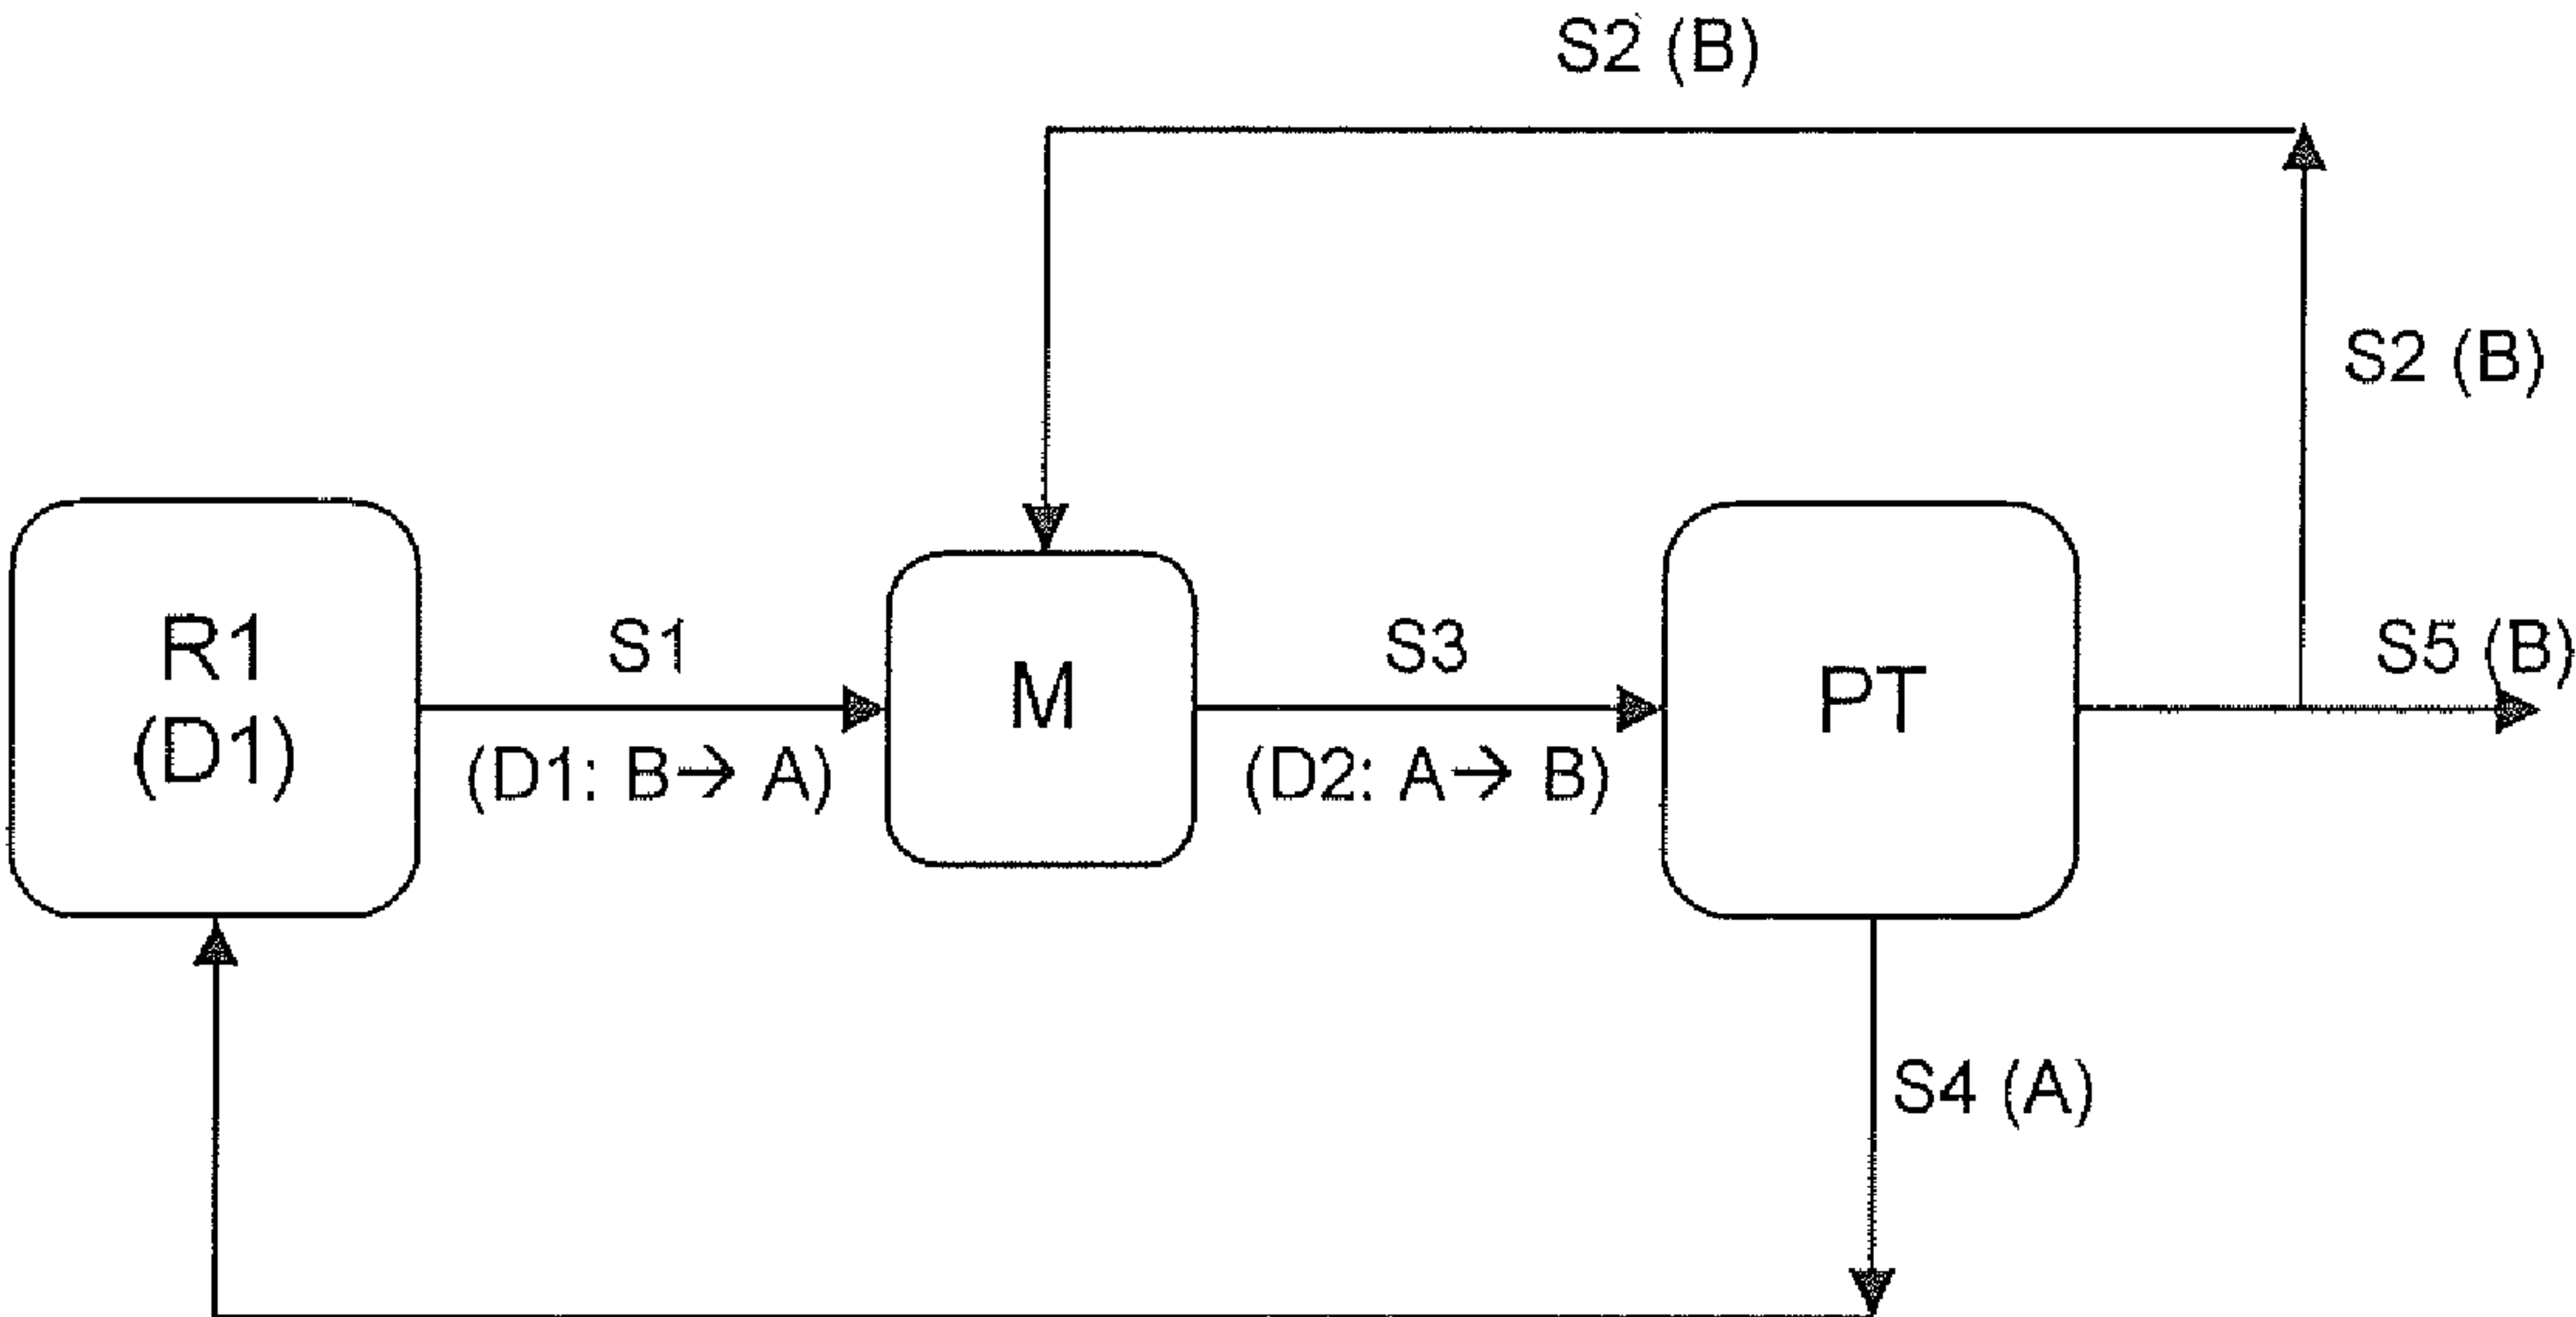 S2 (B)
S2 (B)
R1
(D1)
S1
(D1: B→ A)
M
S3
(D2: A→ B)
PT
S5 (B)
S4 (A)